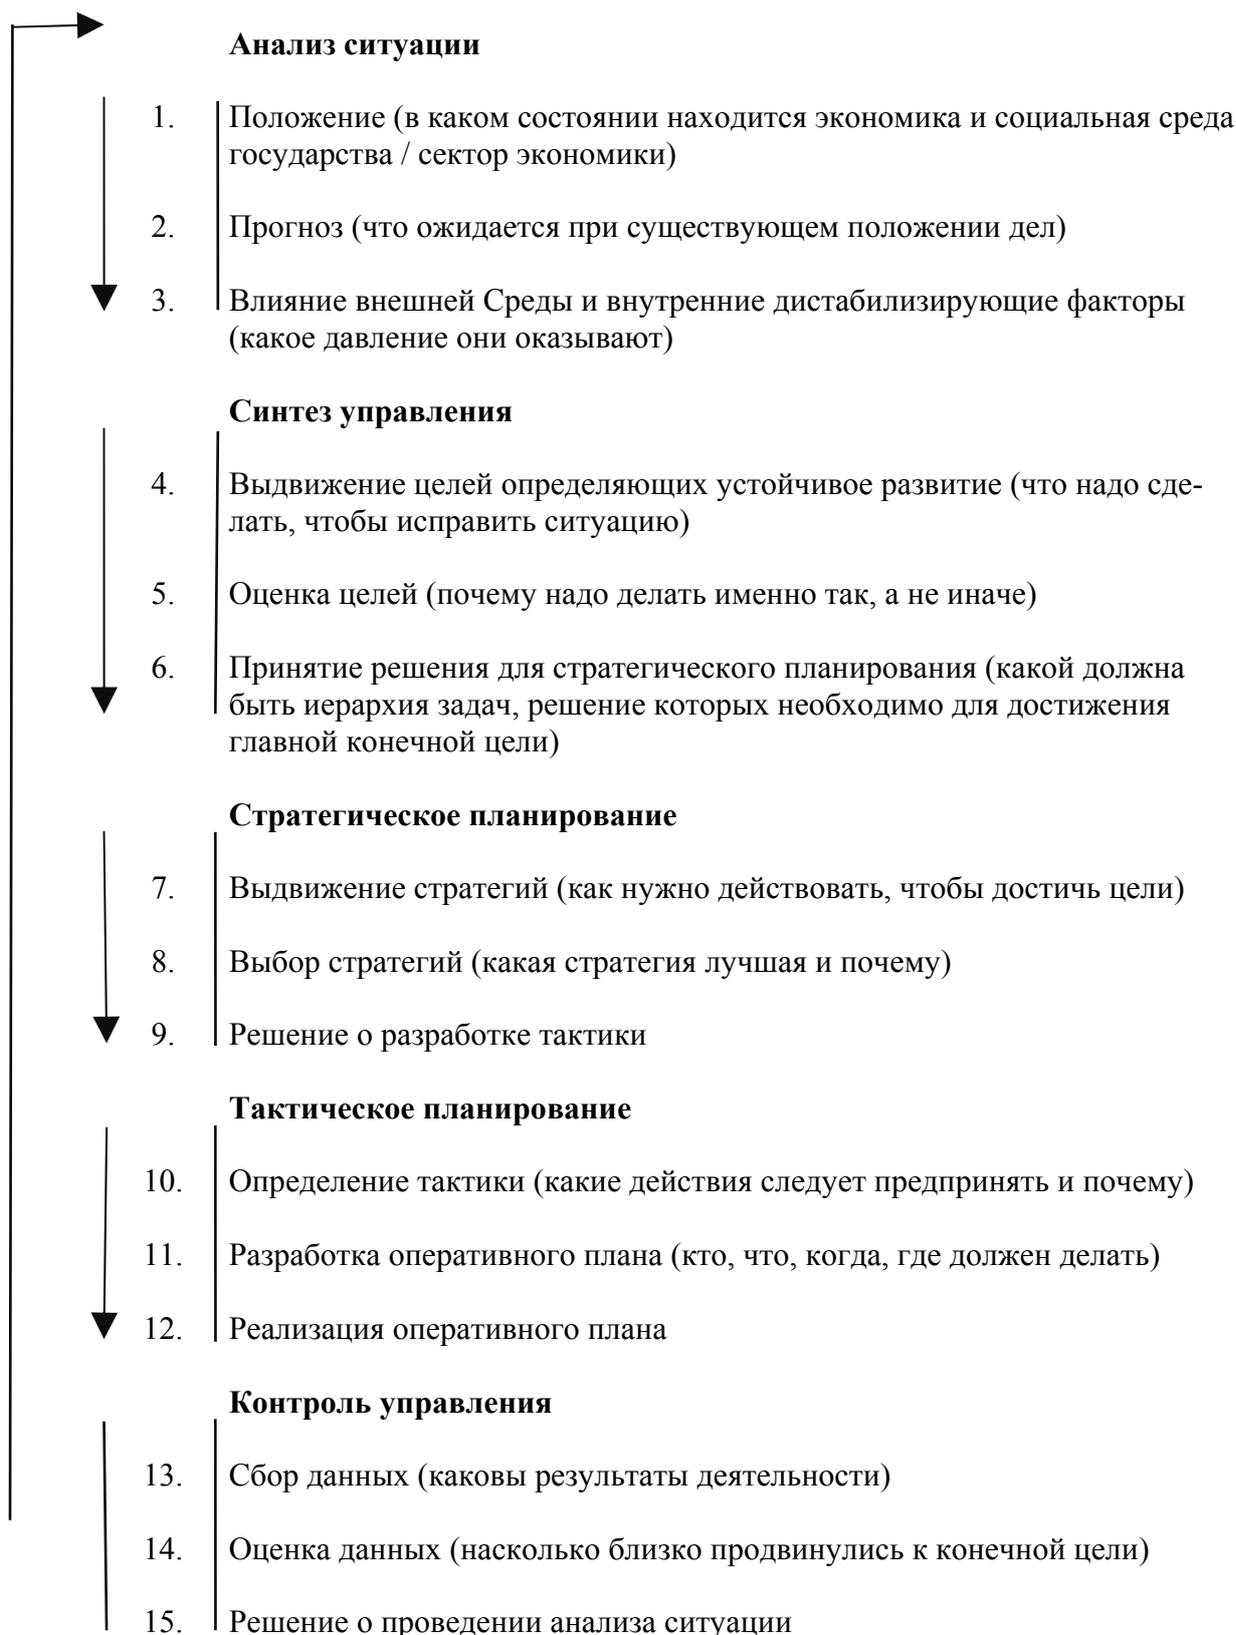 Анализ ситуации
1. Положение (в каком состоянии находится экономика и социальная среда
государства / сектор экономики)
2. Прогноз (что ожидается при существующем положении дел)
3. Влияние внешней Среды и внутренние дистабилизирующие факторы
(какое давление они оказывают)
Синтез управления
4. Выдвижение целей определяющих устойчивое развитие (что надо сде-
лать, чтобы исправить ситуацию)
5. Оценка целей (почему надо делать именно так, а не иначе)
6. Принятие решения для стратегического планирования (какой должна
быть иерархия задач, решение которых необходимо для достижения
главной конечной цели)
Стратегическое планирование
7. Выдвижение стратегий (как нужно действовать, чтобы достичь цели)
8. Выбор стратегий (какая стратегия лучшая и почему)
9. Решение о разработке тактики
Тактическое планирование
10. Определение тактики (какие действия следует предпринять и почему)
11. Разработка оперативного плана (кто, что, когда, где должен делать)
12. Реализация оперативного плана
Контроль управления
13. Сбор данных (каковы результаты деятельности)
14. Оценка данных (насколько близко продвинулись к конечной цели)
15. Решение о проведении анализа ситуации